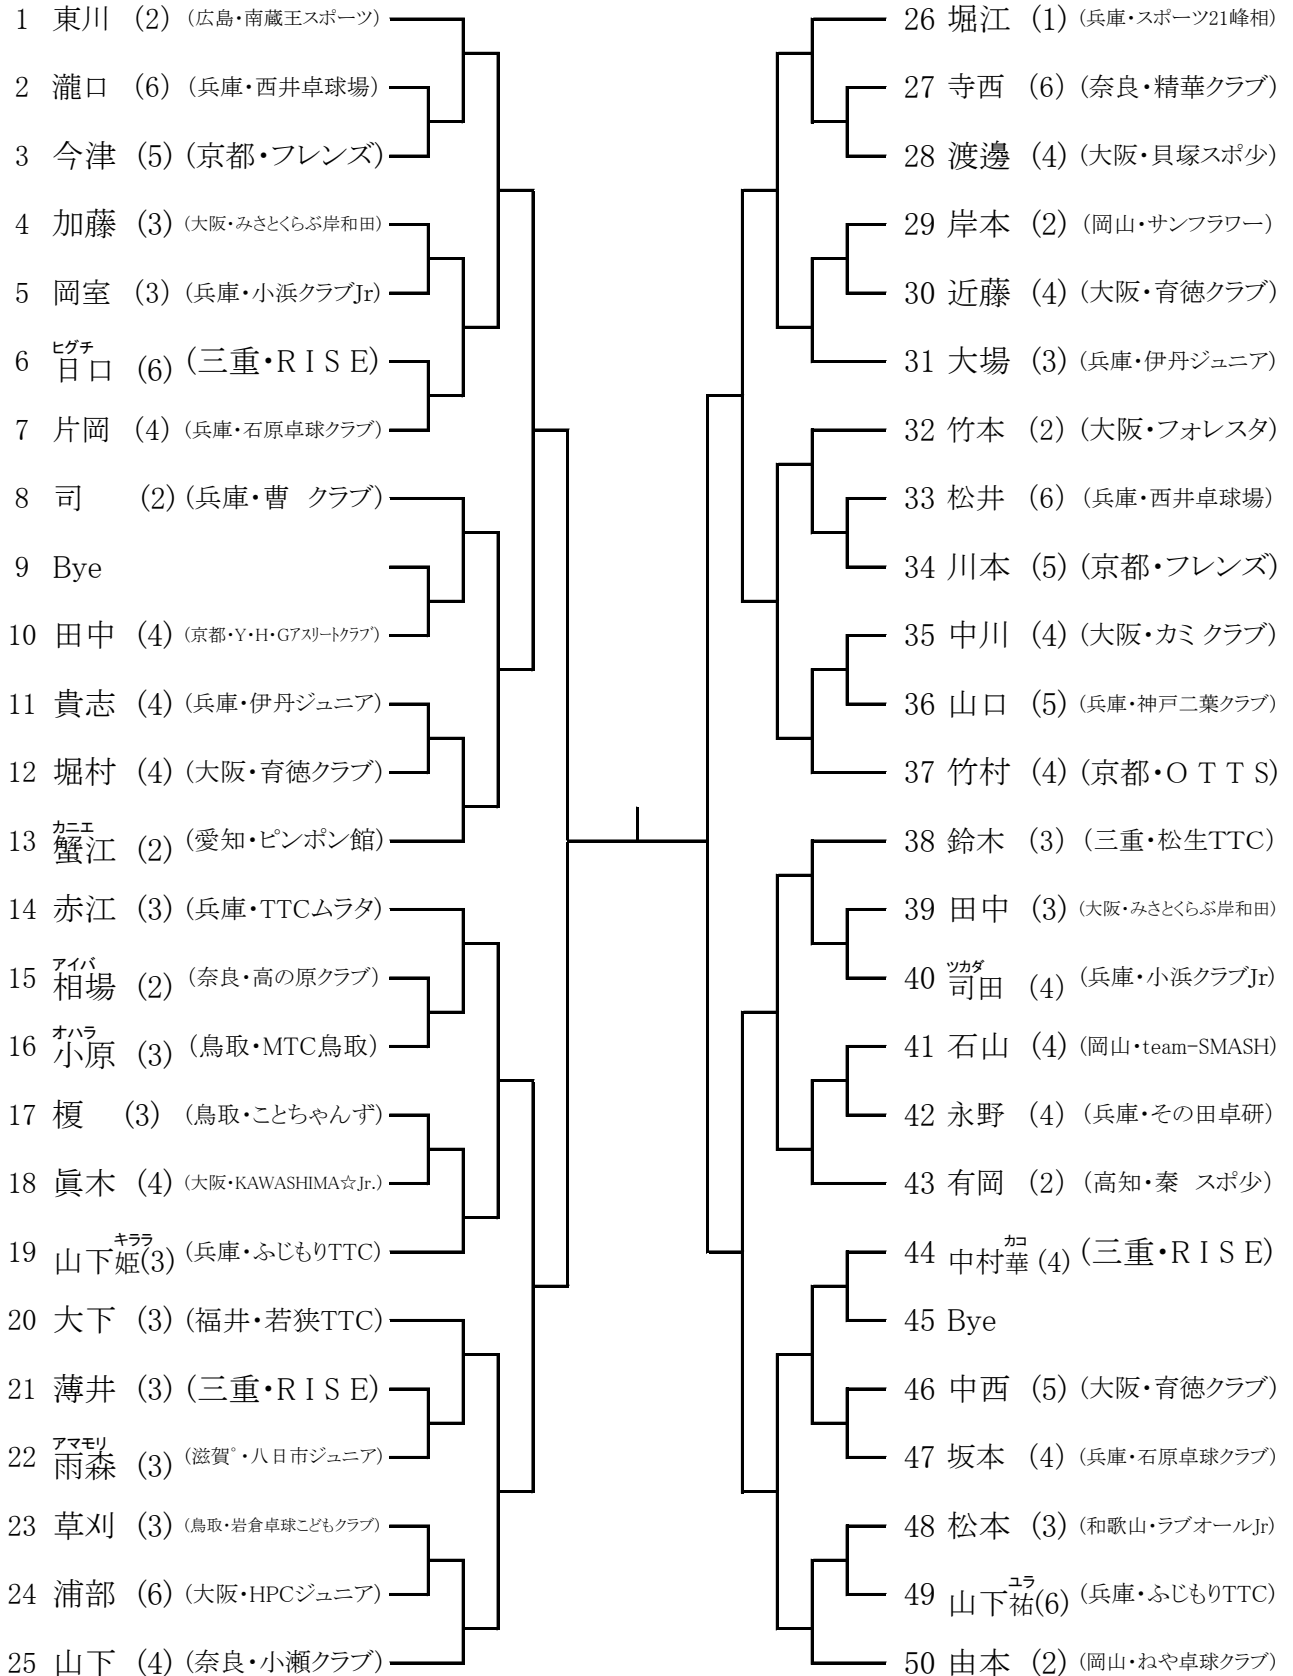 1 東川 (2) (広島・南蔵王スポーツ)
2 瀧口 (6) (兵庫・西井卓球場)
3 今津 (5) (京都・フレンズ)
4 加藤 (3) (大阪・みさとくらぶ岸和田)
5 岡室 (3) (兵庫・小浜クラブJr)
ヒグチ
6 日口 (6) (三重・RISE)
7 片岡 (4) (兵庫・石原卓球クラブ)
8 司 (2) (兵庫・曹 クラブ)
9 Bye
10 田中 (4) (京都・Y・H・Gアスリートクラブ)
11 貴志 (4) (兵庫・伊丹ジュニア)
12 堀村 (4) (大阪・育徳クラブ)
カニエ
13 蟹江 (2) (愛知・ピンポン館)
14 赤江 (3) (兵庫・TTCムラタ)
アイバ
15 相場 (2) (奈良・高の原クラブ)
オハラ
16 小原 (3) (鳥取・MTC鳥取)
17 榎 (3) (鳥取・ことちゃんず)
18 眞木 (4) (大阪・KAWASHIMA☆Jr.)
キララ
19 山下姫(3) (兵庫・ふじもりTTC)
20 大下 (3) (福井・若狭TTC)
21 薄井 (3) (三重・RISE)
アマモリ
22 雨森 (3) (滋賀゜・八日市ジュニア)
23 草刈 (3) (鳥取・岩倉卓球こどもクラブ)
24 浦部 (6) (大阪・HPCジュニア)
25 山下 (4) (奈良・小瀬クラブ)
26 堀江 (1) (兵庫・スポーツ21峰相)
27 寺西 (6) (奈良・精華クラブ)
28 渡邊 (4) (大阪・貝塚スポ少)
29 岸本 (2) (岡山・サンフラワー)
30 近藤 (4) (大阪・育徳クラブ)
31 大場 (3) (兵庫・伊丹ジュニア)
32 竹本 (2) (大阪・フォレスタ)
33 松井 (6) (兵庫・西井卓球場)
34 川本 (5) (京都・フレンズ)
35 中川 (4) (大阪・カミ クラブ)
36 山口 (5) (兵庫・神戸二葉クラブ)
37 竹村 (4) (京都・OTTS)
38 鈴木 (3) (三重・松生TTC)
39 田中 (3) (大阪・みさとくらぶ岸和田)
ツカダ
40 司田 (4) (兵庫・小浜クラブJr)
41 石山 (4) (岡山・team-SMASH)
42 永野 (4) (兵庫・その田卓研)
43 有岡 (2) (高知・秦 スポ少)
カコ
44 中村華 (4) (三重・RISE)
45 Bye
46 中西 (5) (大阪・育徳クラブ)
47 坂本 (4) (兵庫・石原卓球クラブ)
48 松本 (3) (和歌山・ラブオールJr)
ユラ
49 山下祐(6) (兵庫・ふじもりTTC)
50 由本 (2) (岡山・ねや卓球クラブ)